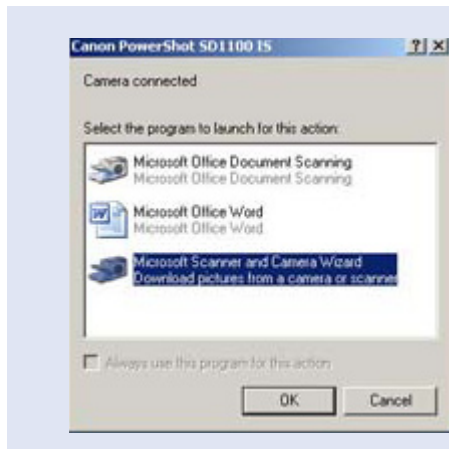 Canon PowerShot SD1100 IS
Camera connected
Select the program to launch for this action:
Microsoft Office Document Scanning
Microsoft Office Document Scanning
Microsoft Office Word
Microsoft Office Word
Microsoft Scanner and Camera Wizard
Download pictures from a camera or scanner
Always use this program for this action
OK Cancel